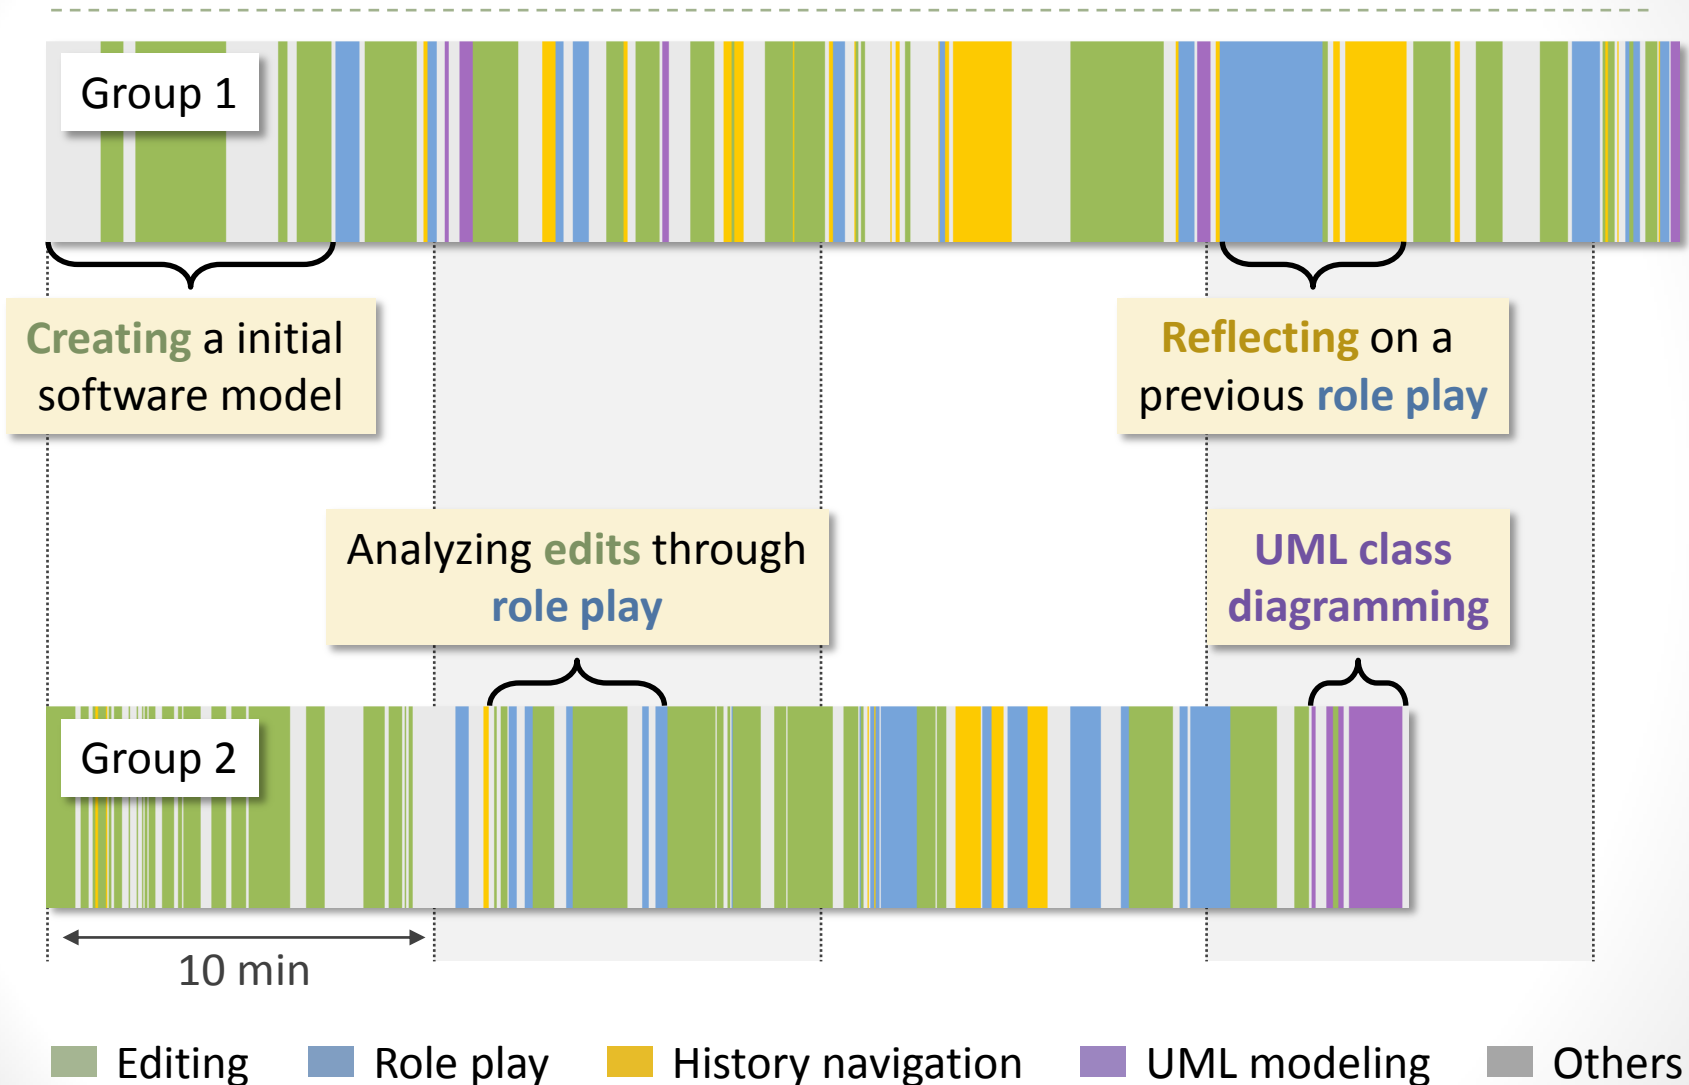 Group 1
Creating a initial
software model
Reflecting on a
previous role play
Analyzing edits through
role play
UML class
diagramming
Group 2
10 min
Editing
Role play
History navigation
UML modeling
Others